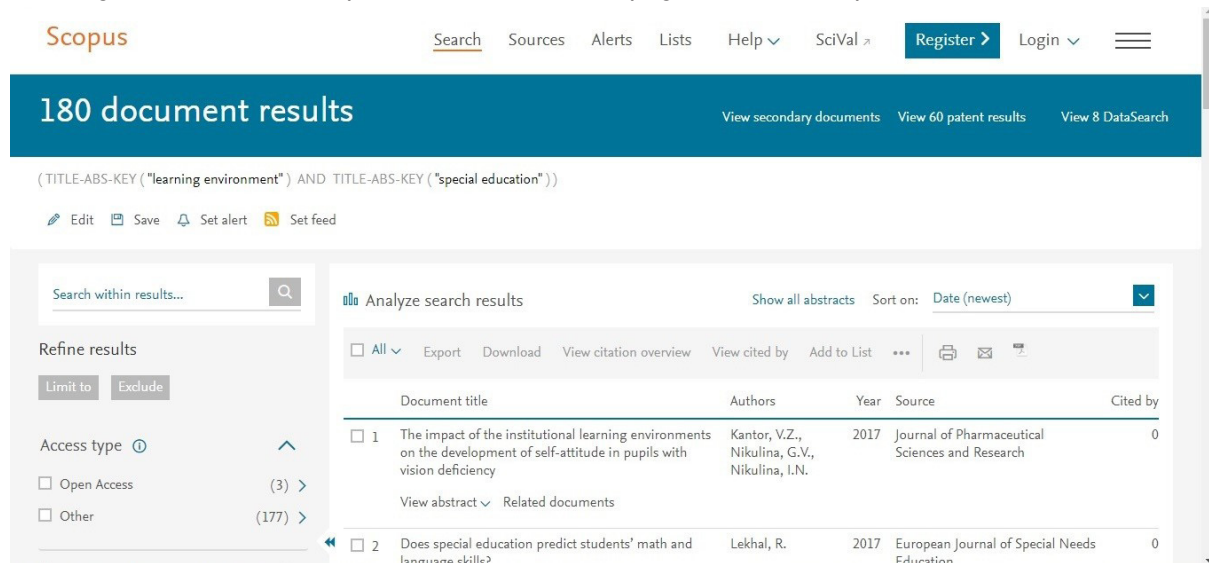 Scopus
Search Sources Alerts Lists Help SciVal Register Login
180 document results
View secondary documents View 60 patent results View 8 DataSearch
( TITLE-ABS-KEY ( "learning environment" ) AND TITLE-ABS-KEY ( "special education" ) )
Edit Save Set alert Set feed
Search within results...
Analyze search results
Show all abstracts Sort on: Date (newest)
Refine results
Limit to Exclude
All Export Download View citation overview View cited by Add to List •••
Document title Authors Year Source Cited by
Access type
Open Access (3)
Other (177)
1 The impact of the institutional learning environments Kantor, V.Z., 2017 Journal of Pharmaceutical 0
on the development of self-attitude in pupils with Nikulina, G.V., Sciences and Research
vision deficiency Nikulina, I.N.
View abstract Related documents
2 Does special education predict students' math and Lekhal, R. 2017 European Journal of Special Needs 0
language skills? Education